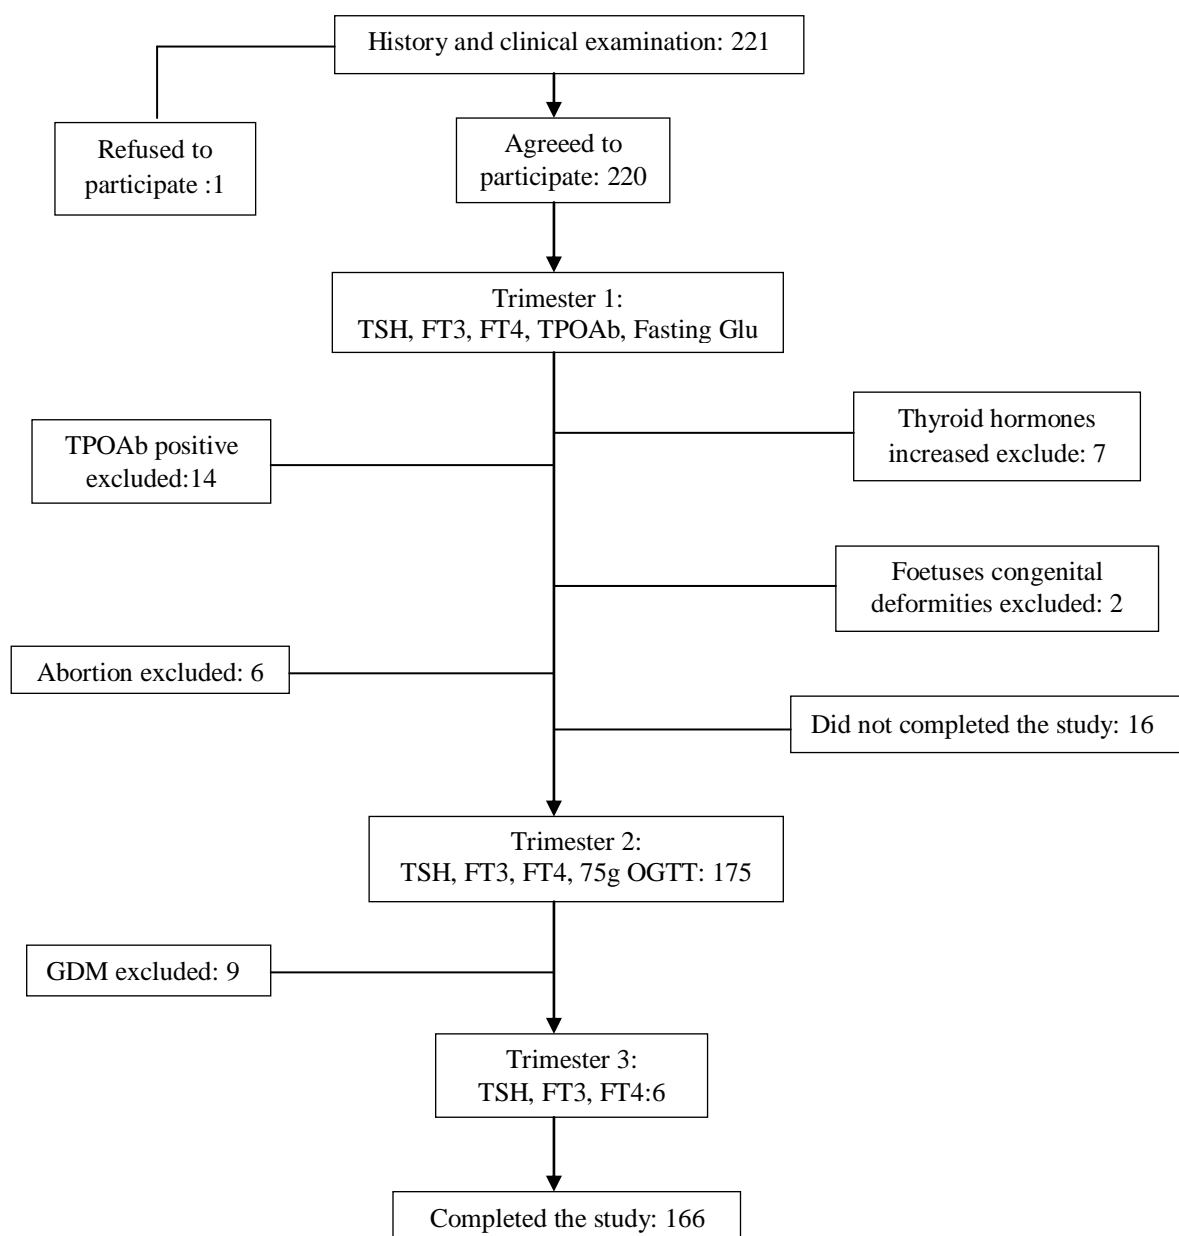 History and clinical examination: 221
Refused to
participate :1
Agreeed to
participate: 220
Trimester 1:
TSH, FT3, FT4, TPOAb, Fasting Glu
TPOAb positive
excluded:14
Thyroid hormones
increased exclude: 7
Foetuses congenital
deformities excluded: 2
Abortion excluded: 6
Did not completed the study: 16
Trimester 2:
TSH, FT3, FT4, 75g OGTT: 175
GDM excluded: 9
Trimester 3:
TSH, FT3, FT4:6
Completed the study: 166